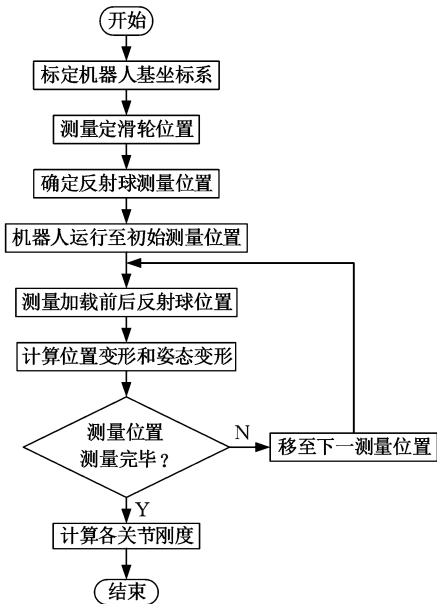 开始
标定机器人基坐标系
测量定滑轮位置
确定反射球测量位置
机器人运行至初始测量位置
测量加载前后反射球位置
计算位置变形和姿态变形
测量位置
测量完毕?
N
移至下一测量位置
Y
计算各关节刚度
结束